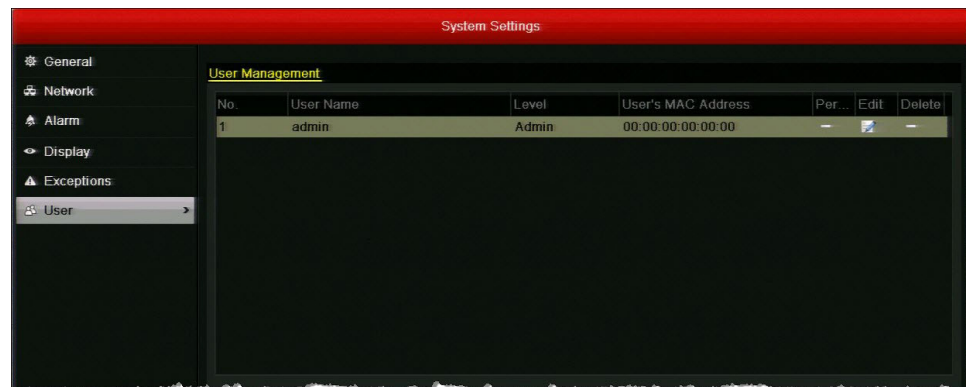 System Settings
General
Network
Alarm
Display
Exceptions
User
User Management
No. User Name Level User's MAC Address Per... Edit Delete
1 admin Admin 00:00:00:00:00:00 – –